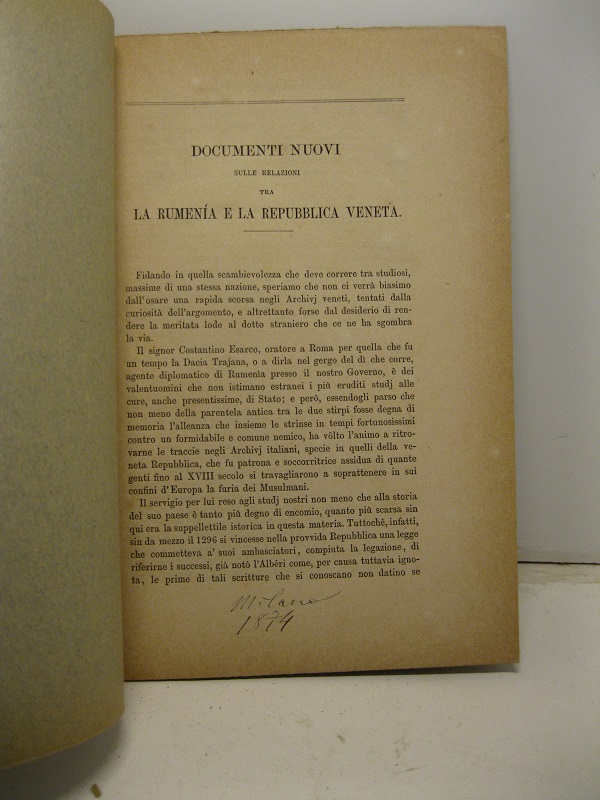 DOCUMENTI NUOVI
SULLE RELAZIONI
TRA
LA RUMENÍA E LA REPUBBLICA VENETA.
Fidando in quella scambievolezza che deve correre tra studiosi,
massime di una stessa nazione, speriamo che non ci verrà biasimo
dall'osare una rapida scorsa negli Archivj veneti, tentati dalla
curiosità dell'argomento, e altrettanto forse dal desiderio di ren-
dere la meritata lode al dotto straniero che ce ne ha sgombra
la via.
Il signor Costantino Esarco, oratore a Roma per quella che fu
un tempo la Dacia Trajana, o a dirla nel gergo del dì che corre,
agente diplomatico di Rumenìa presso il nostro Governo, è dei
valentuomini che non istimano estranei i più eruditi studj alle
cure, anche presentissime, di Stato; e però, essendogli parso che
non meno della parentela antica tra le due stirpi fosse degna di
memoria l'alleanza che insieme le strinse in tempi fortunosissimi
contro un formidabile e comune nemico, ha vôlto l'animo a ritro-
varne le traccie negli Archivj italiani, specie in quelli della ve-
neta Repubblica, che fu patrona e soccorritrice assidua di quante
genti fino al XVIII secolo si travagliarono a soprattenere in sui
confini d'Europa la furia dei Musulmani.
Il servigio per lui reso agli studj nostri non meno che alla storia
del suo paese è tanto più degno di encomio, quanto più scarsa sin
qui era la suppellettile istorica in questa materia. Tuttochè, infatti,
sin da mezzo il 1296 si vincesse nella provvida Repubblica una legge
che commetteva a' suoi ambasciatori, compiuta la legazione, di
riferirne i successi, già notò l'Albéri come, per causa tuttavia igno-
ta, le prime di tali scritture che si conoscano non datino se
Milano
1874